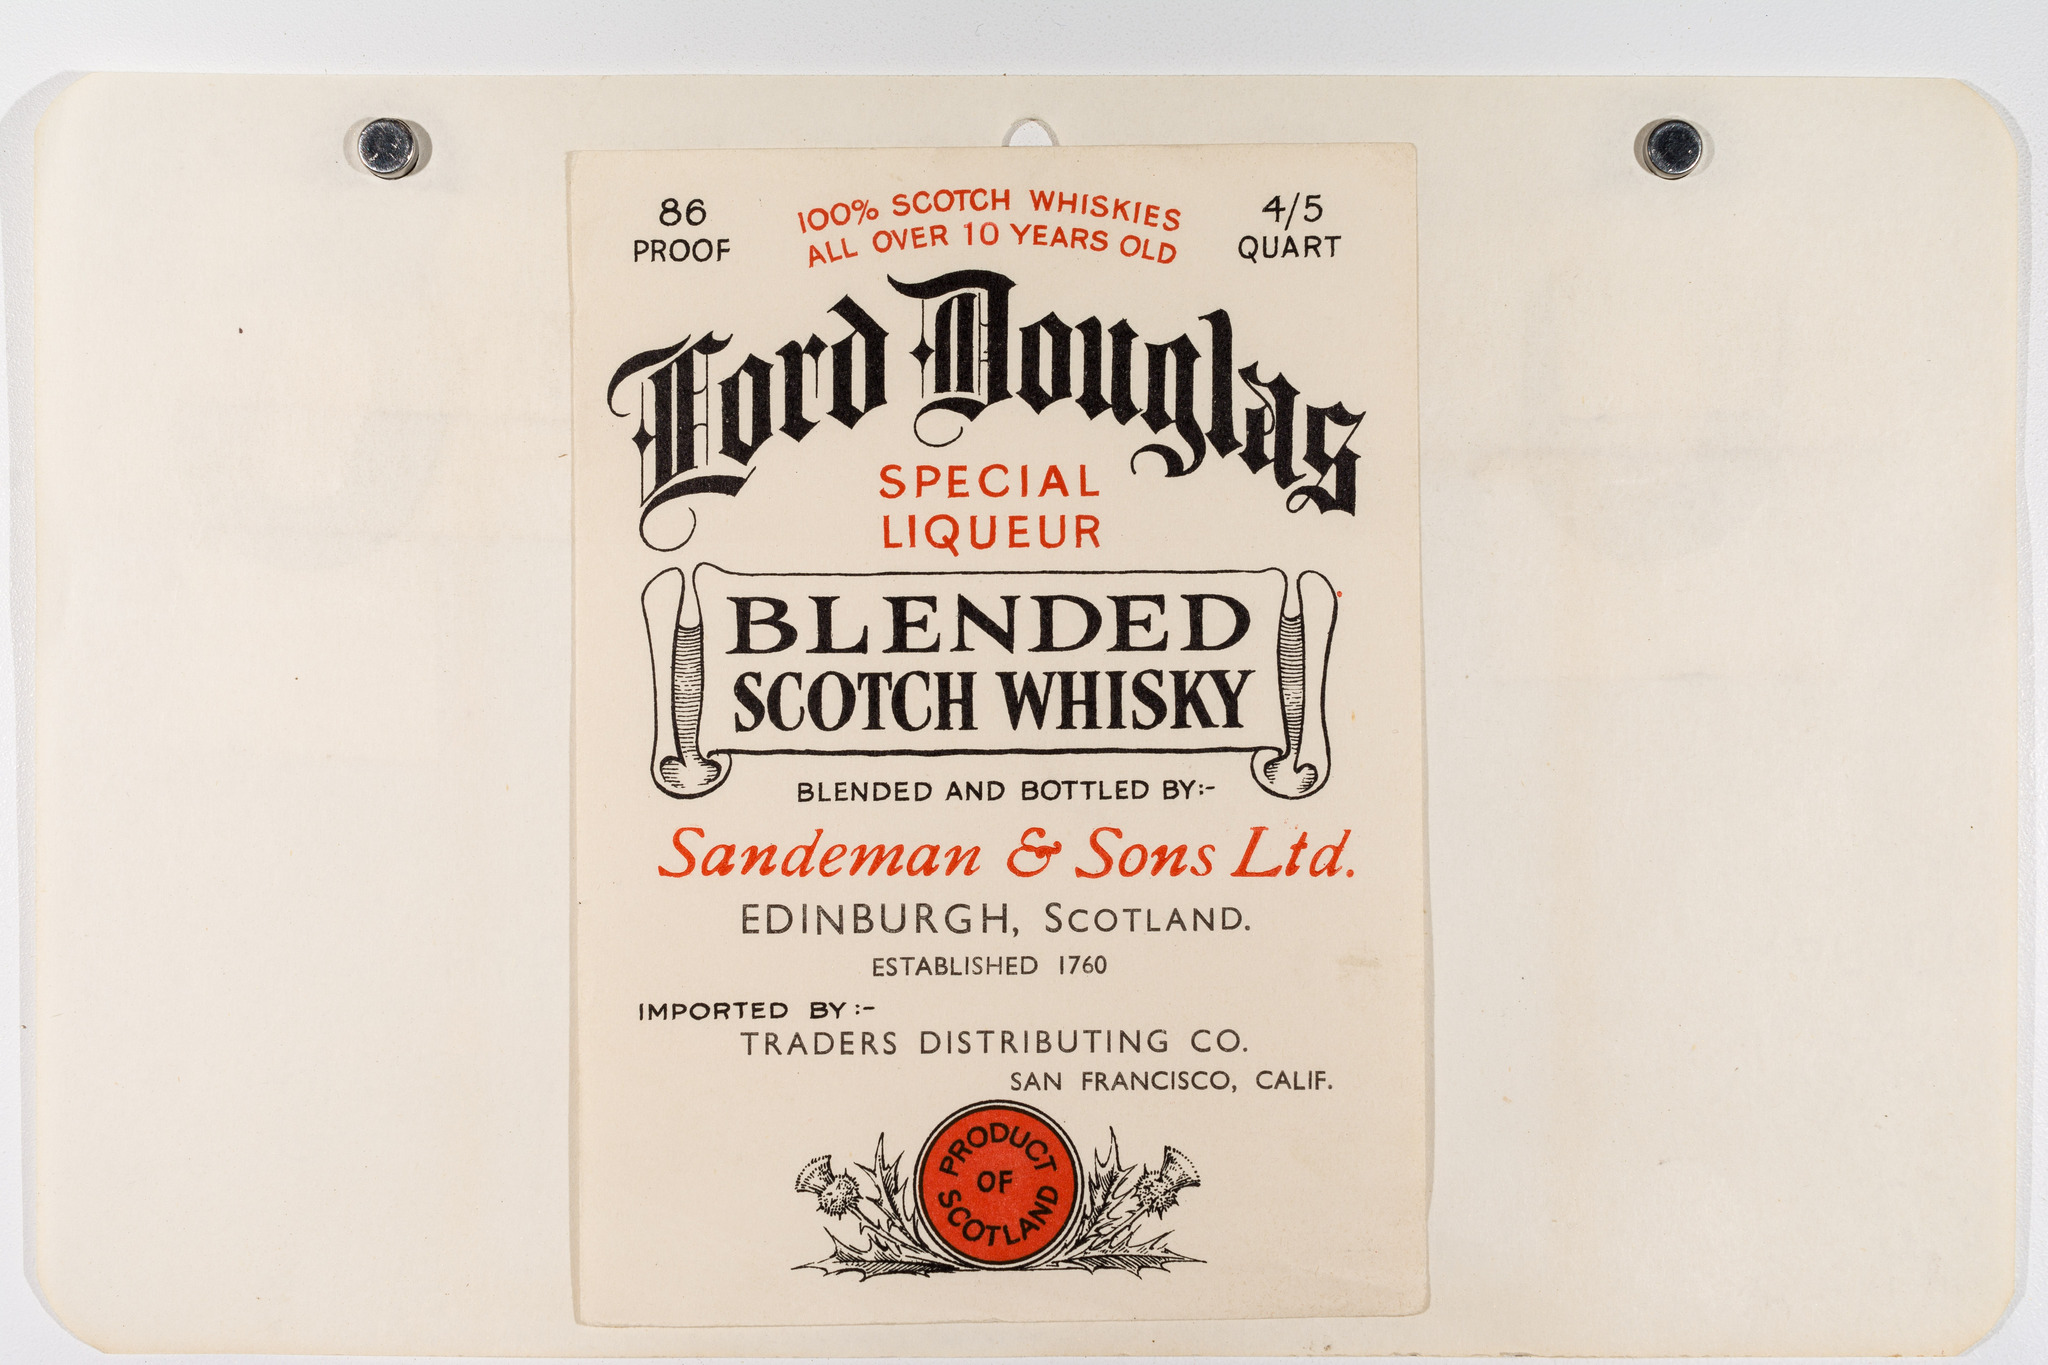 86
PROOF
100% SCOTCH WHISKIES
ALL OVER 10 YEARS OLD
4/5
QUART
Lord Douglas
SPECIAL
LIQUEUR
BLENDED
SCOTCH WHISKY
BLENDED AND BOTTLED BY:-
Sandeman & Sons Ltd.
EDINBURGH, SCOTLAND.
ESTABLISHED 1760
IMPORTED BY:-
TRADERS DISTRIBUTING CO.
SAN FRANCISCO, CALIF.
PRODUCT
OF
SCOTLAND